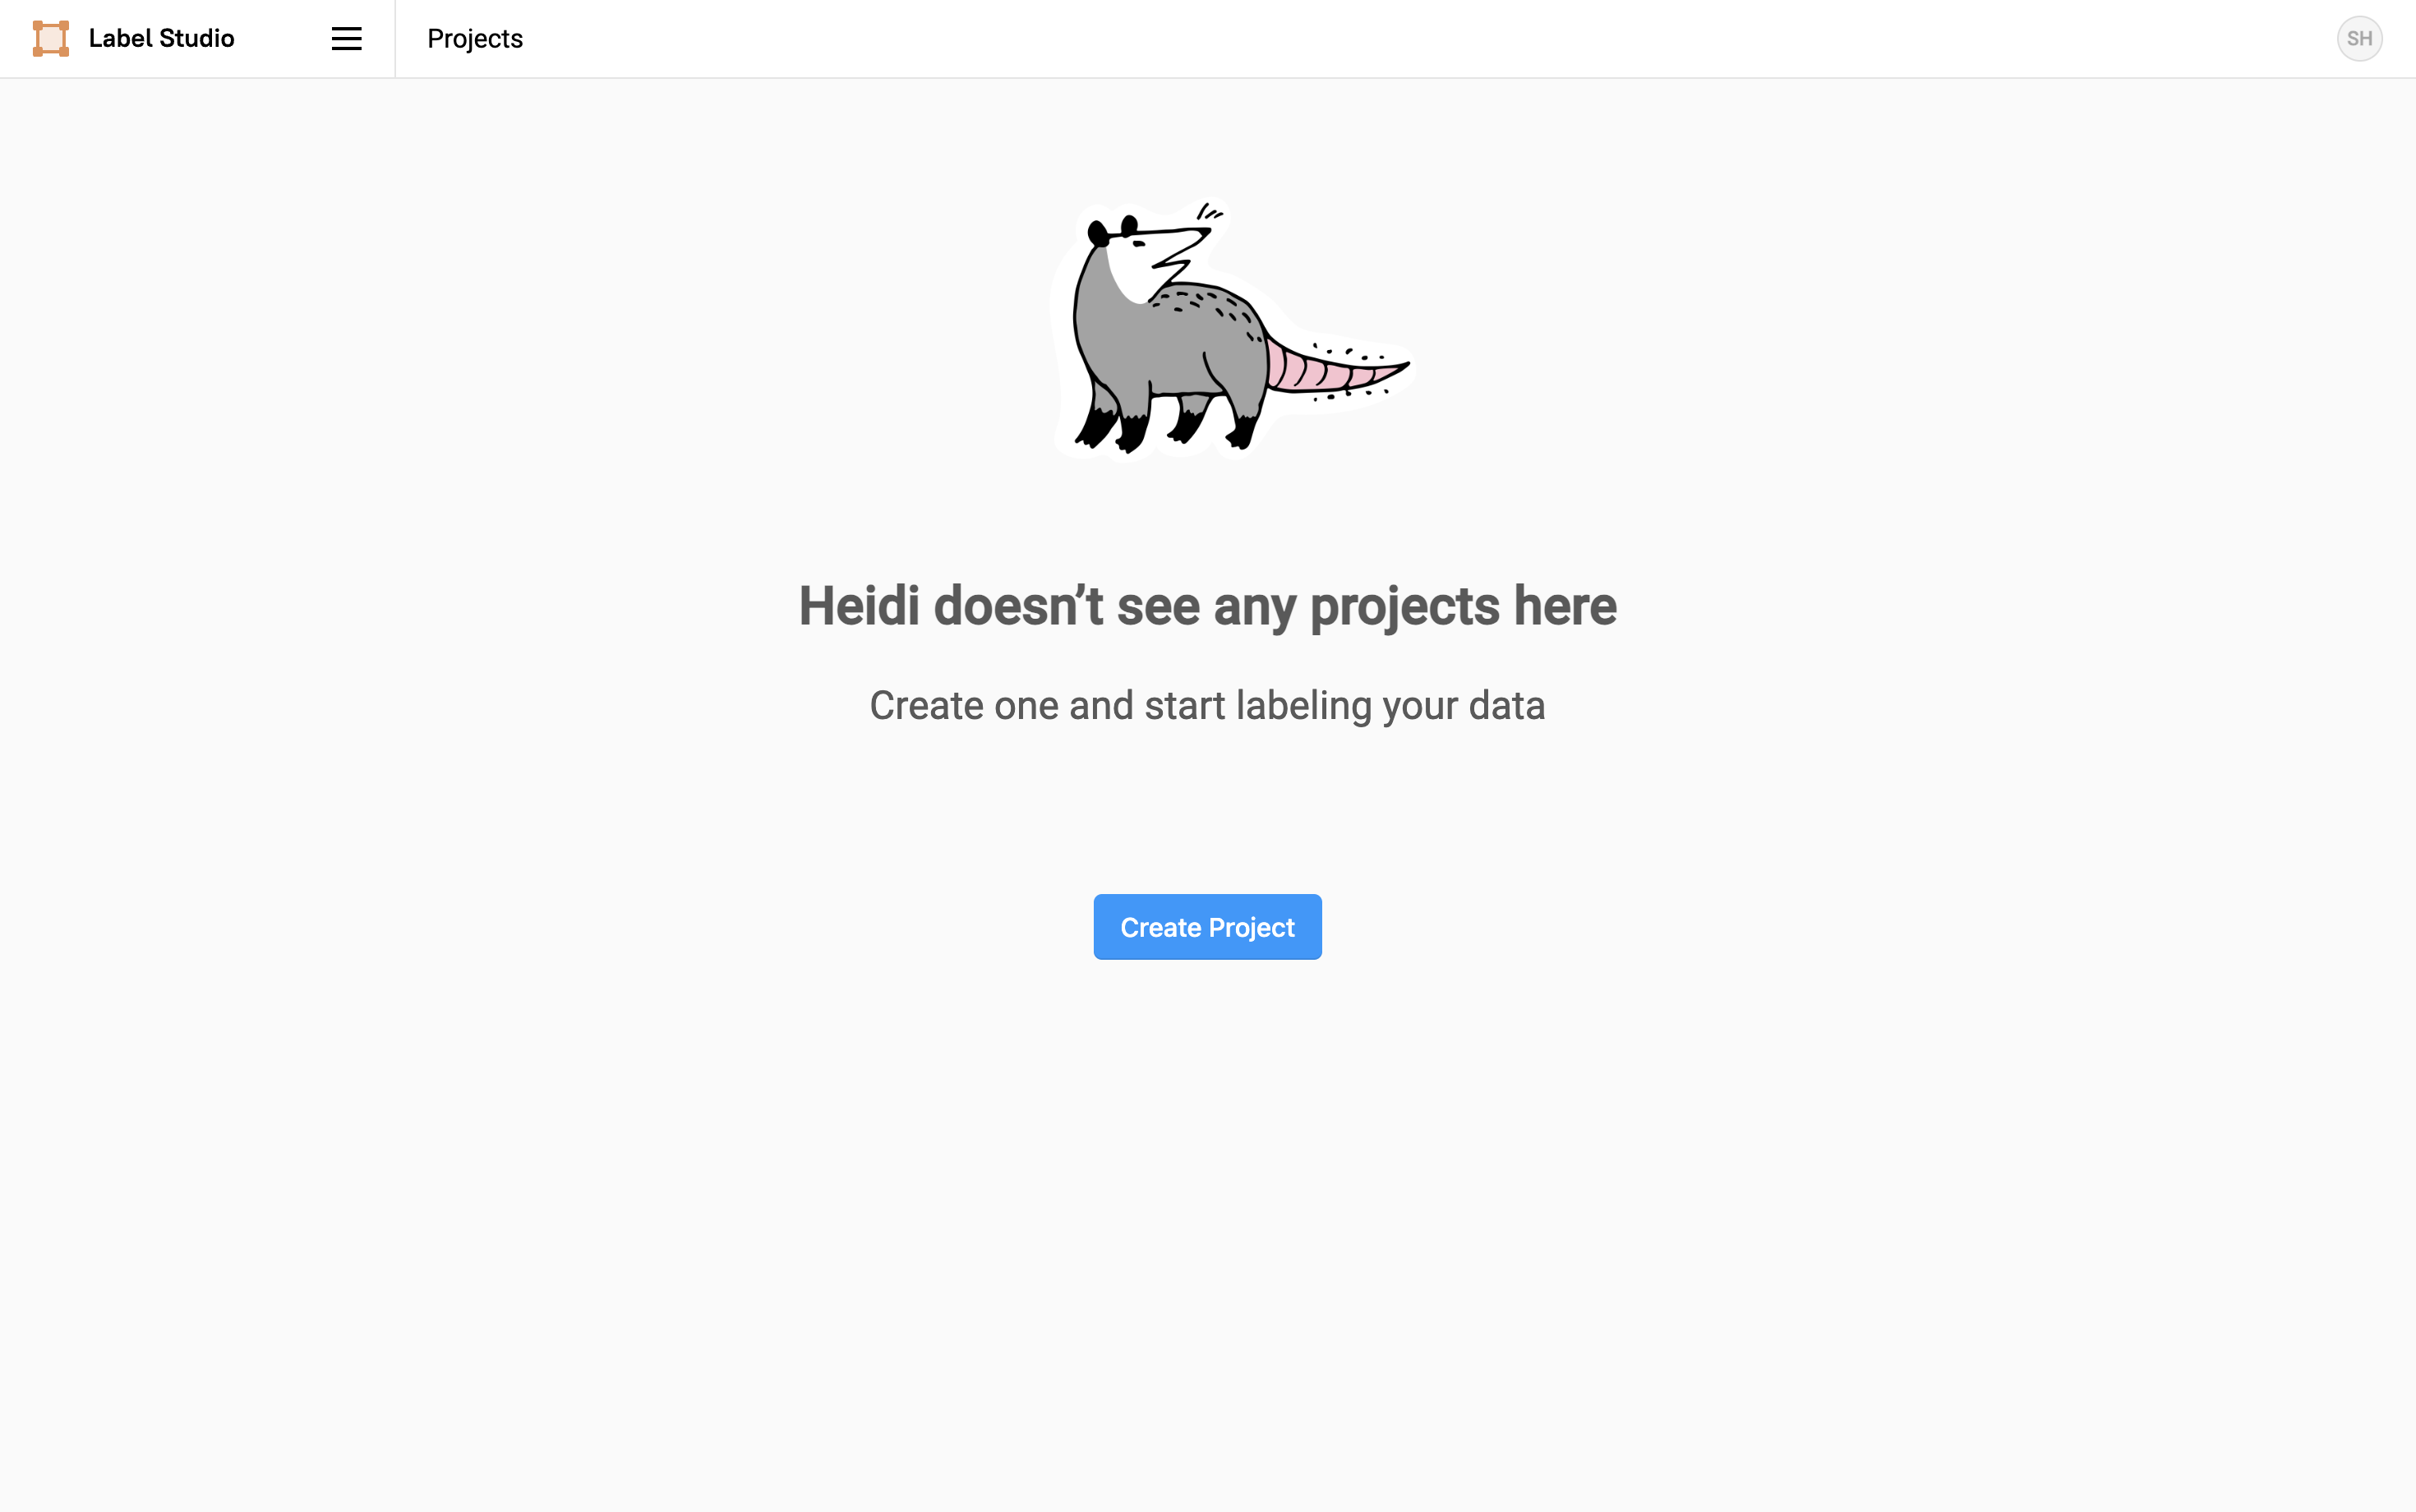 Label Studio
Projects
SH
Heidi doesn’t see any projects here
Create one and start labeling your data
Create Project